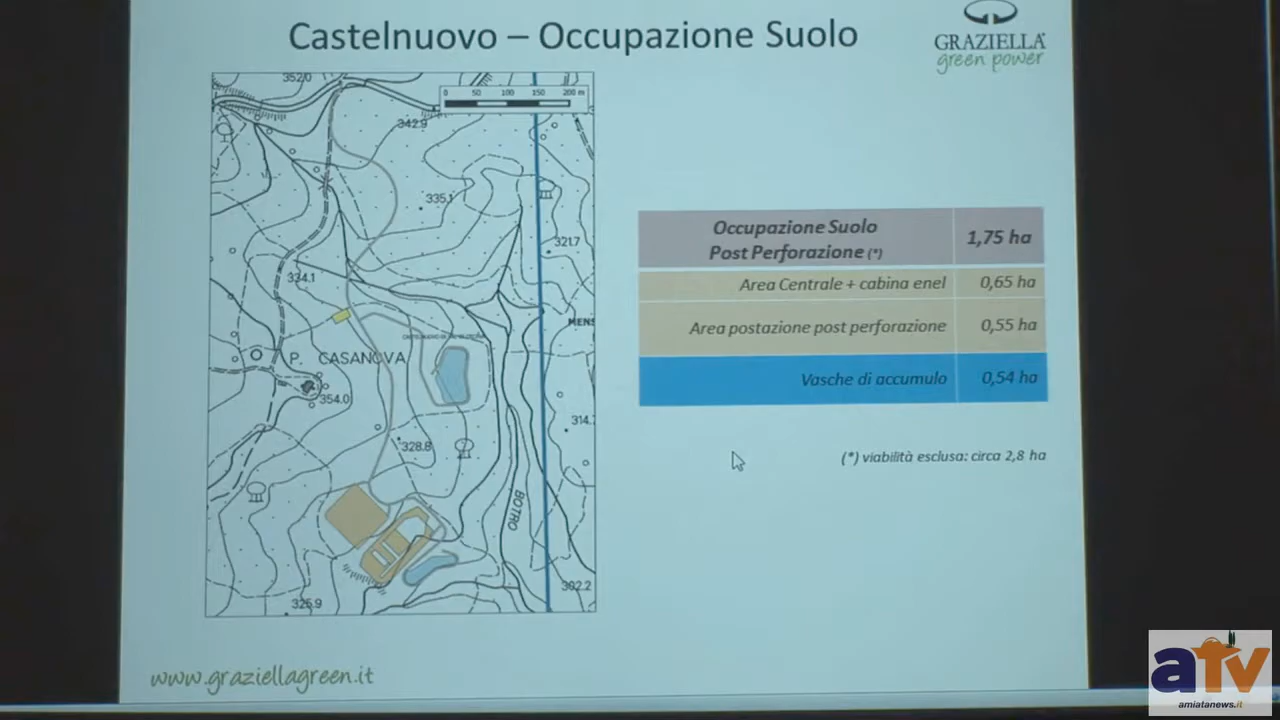 Castelnuovo – Occupazione Suolo
GRAZIELLA
green power
352.0
0 50 100 150 200 m
342.9
335.1
321.7
334.1
P. CASANOVA
354.0
314.
328.8
BOTRO
302.2
325.9
Occupazione Suolo
Post Perforazione (*)
1,75 ha
Area Centrale + cabina enel 0,65 ha
Area postazione post perforazione 0,55 ha
Vasche di accumulo 0,54 ha
(*) viabilità esclusa: circa 2,8 ha
www.graziellagreen.it
aTv
amiatanews.it